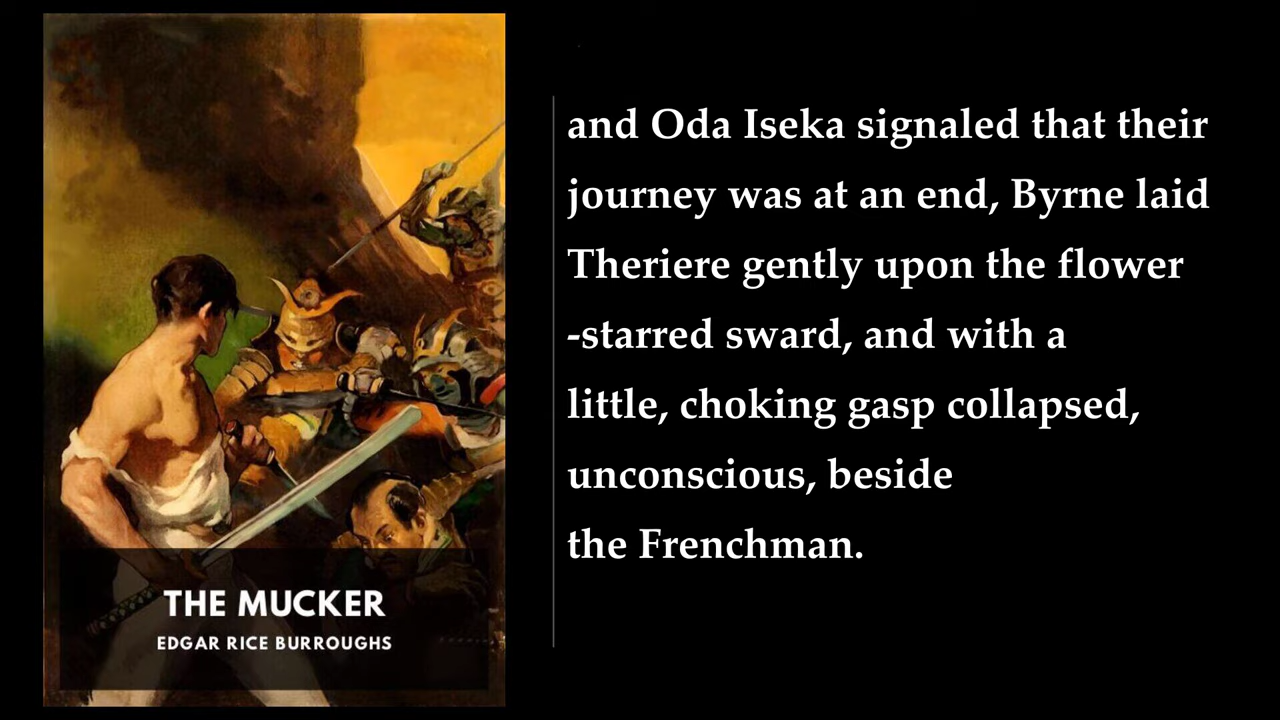 THE MUCKER
EDGAR RICE BURROUGHS
and Oda Iseka signaled that their
journey was at an end, Byrne laid
Theriere gently upon the flower
-starred sward, and with a
little, choking gasp collapsed,
unconscious, beside
the Frenchman.